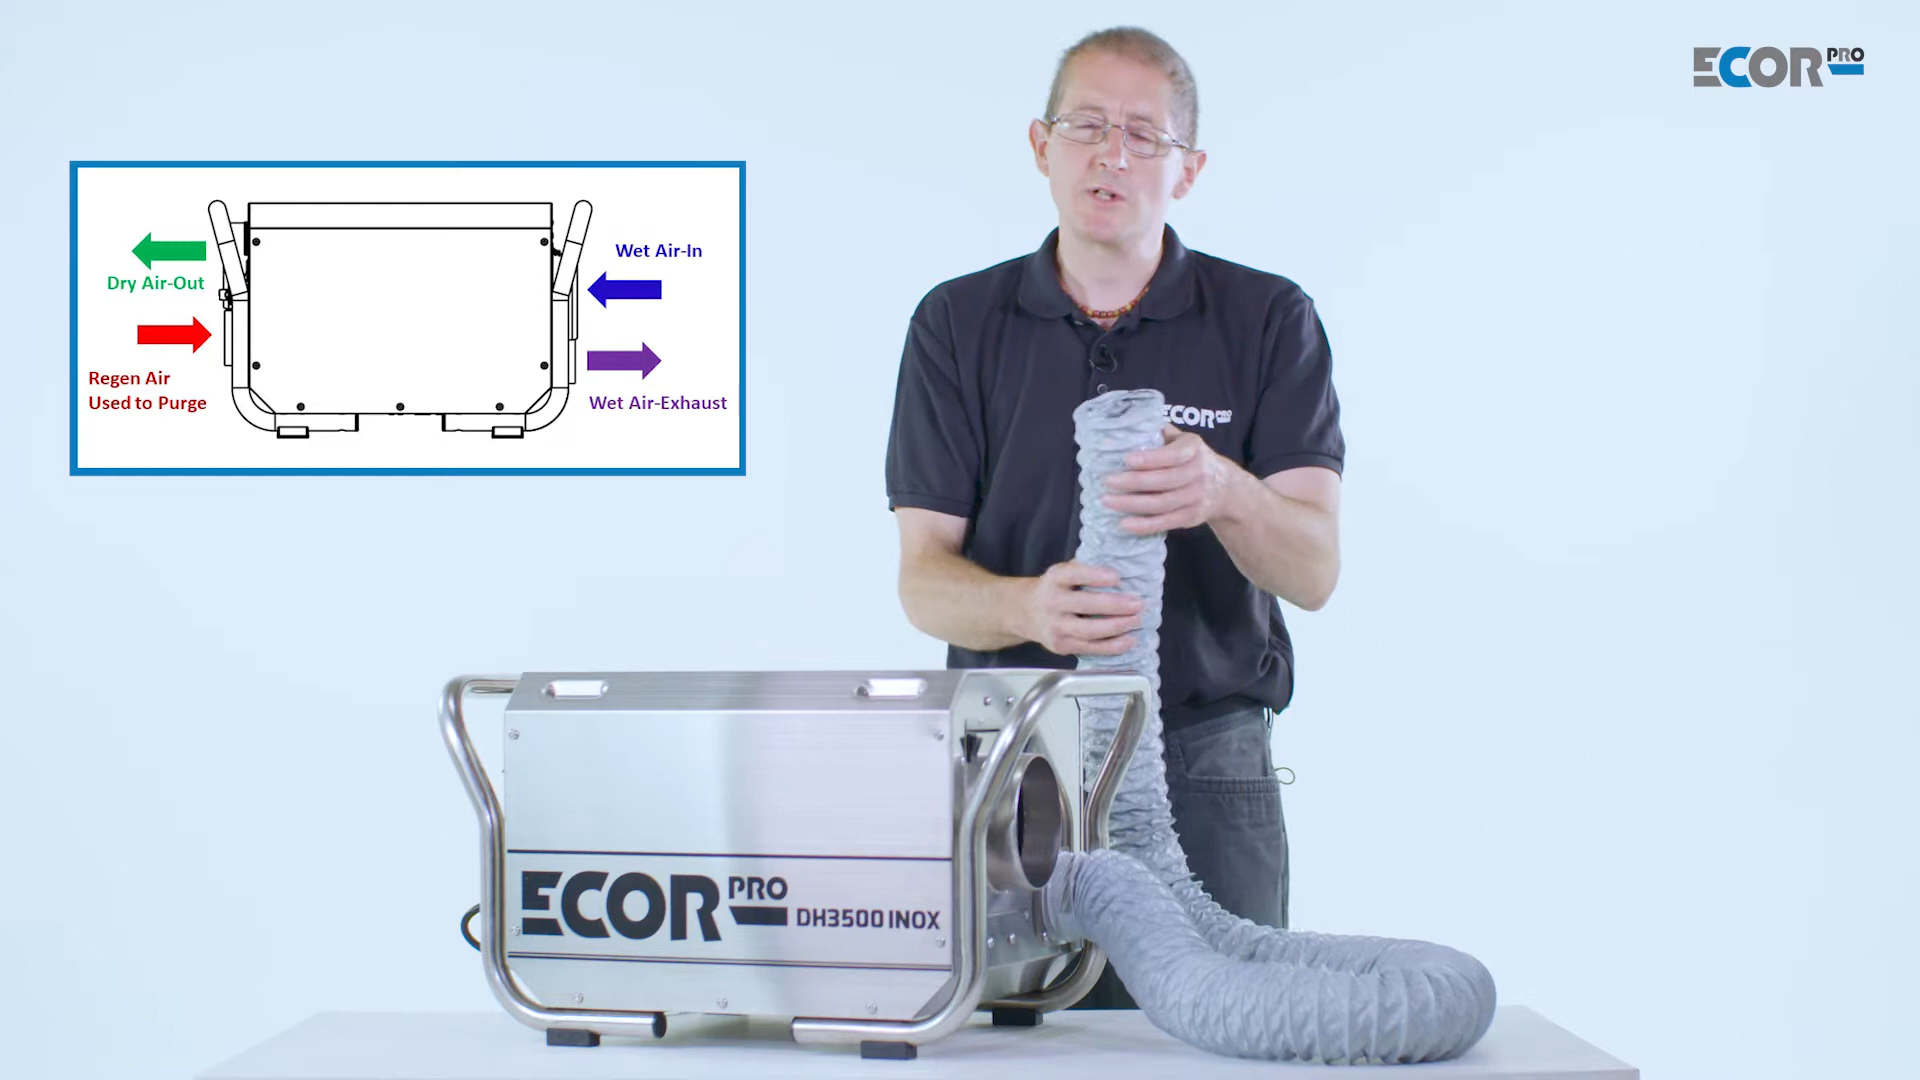 ECOR PRO
Wet Air-In
Dry Air-Out
Regen Air
Used to Purge
Wet Air-Exhaust
ECOR PRO
ECOR PRO DH3500 INOX